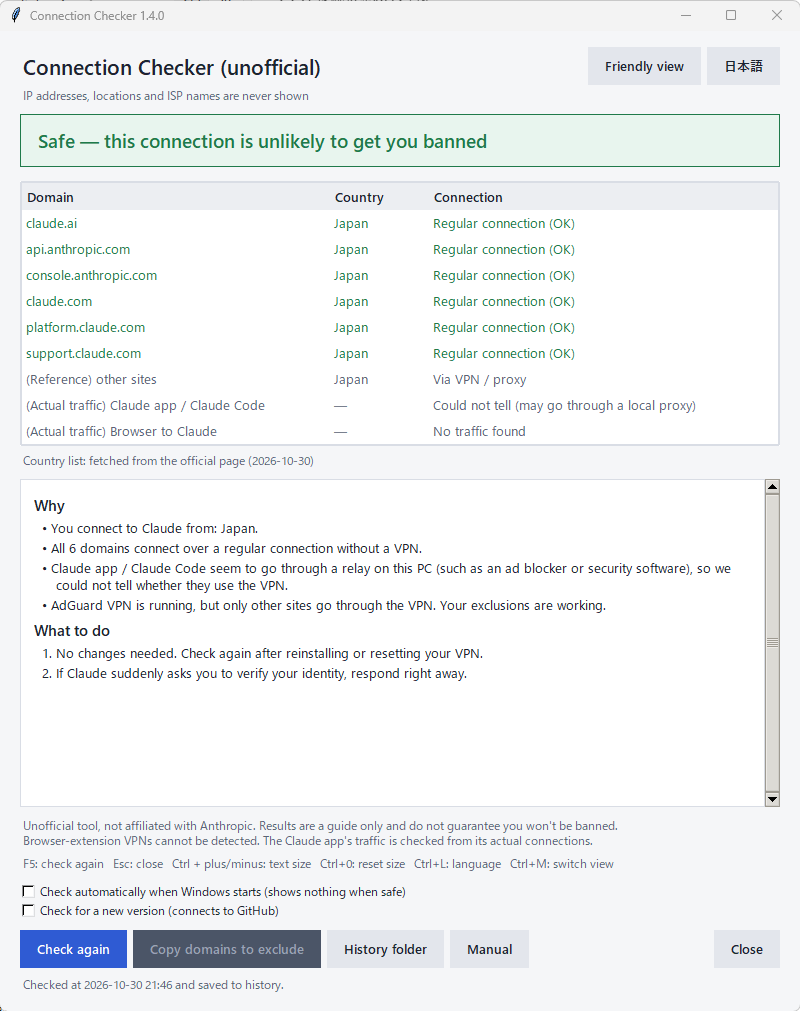 Connection Checker 1.4.0
Connection Checker (unofficial)
Friendly view
日本語
IP addresses, locations and ISP names are never shown
Safe — this connection is unlikely to get you banned
Domain Country Connection
claude.ai Japan Regular connection (OK)
api.anthropic.com Japan Regular connection (OK)
console.anthropic.com Japan Regular connection (OK)
claude.com Japan Regular connection (OK)
platform.claude.com Japan Regular connection (OK)
support.claude.com Japan Regular connection (OK)
(Reference) other sites Japan Via VPN / proxy
(Actual traffic) Claude app / Claude Code — Could not tell (may go through a local proxy)
(Actual traffic) Browser to Claude — No traffic found
Country list: fetched from the official page (2026-10-30)
Why
• You connect to Claude from: Japan.
• All 6 domains connect over a regular connection without a VPN.
• Claude app / Claude Code seem to go through a relay on this PC (such as an ad blocker or security software), so we
could not tell whether they use the VPN.
• AdGuard VPN is running, but only other sites go through the VPN. Your exclusions are working.
What to do
1. No changes needed. Check again after reinstalling or resetting your VPN.
2. If Claude suddenly asks you to verify your identity, respond right away.
Unofficial tool, not affiliated with Anthropic. Results are a guide only and do not guarantee you won't be banned.
Browser-extension VPNs cannot be detected. The Claude app's traffic is checked from its actual connections.
F5: check again Esc: close Ctrl + plus/minus: text size Ctrl+0: reset size Ctrl+L: language Ctrl+M: switch view
Check automatically when Windows starts (shows nothing when safe)
Check for a new version (connects to GitHub)
Check again
Copy domains to exclude
History folder
Manual
Close
Checked at 2026-10-30 21:46 and saved to history.